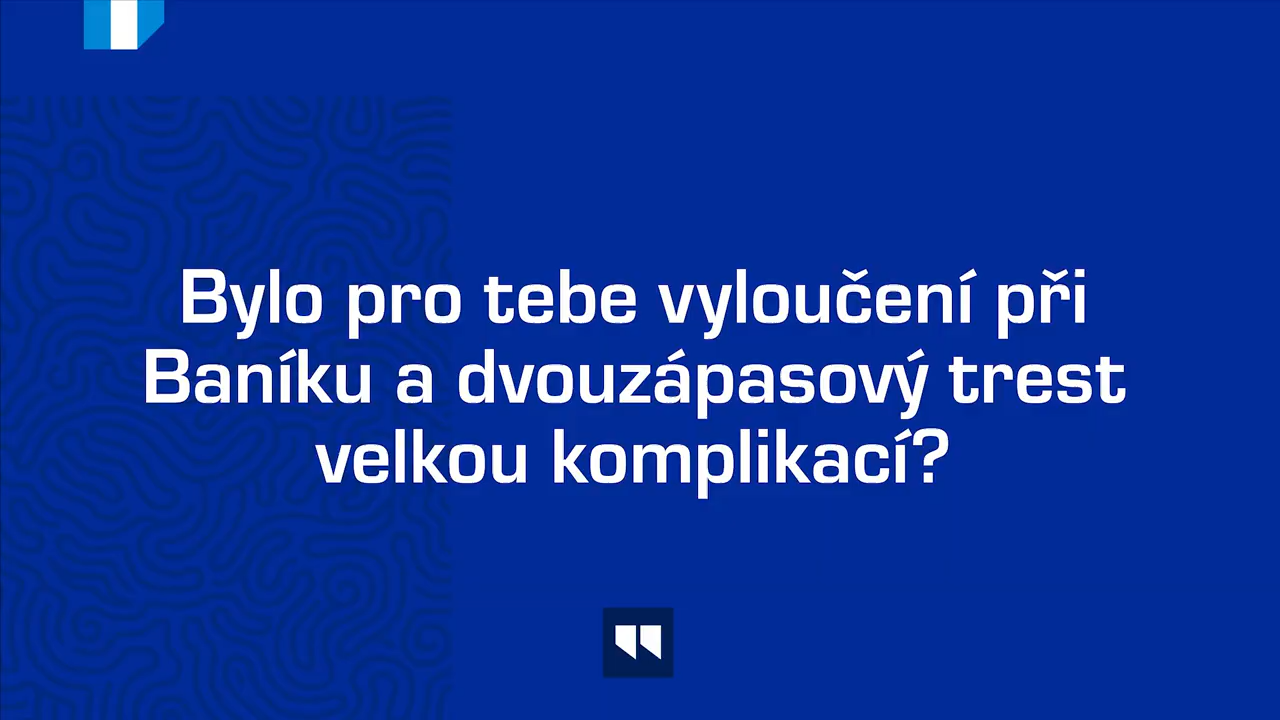 Bylo pro tebe vyloučení při
Baníku a dvouzápasový trest
velkou komplikací?